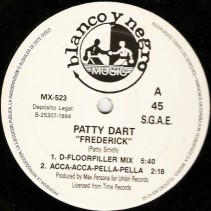 blanco y negro
MUSIC
MX-523
A
Depósito Legal:
B-25307-1994
45
S.G.A.E.
PATTY DART
"FREDERICK"
(Patty Smith)
1. D-FLOORFILLER MIX 5:40
2. ACCA-ACCA-PELLA-PELLA 2:18
Produced by Max Persona for Union Records
Licensed from Time Records